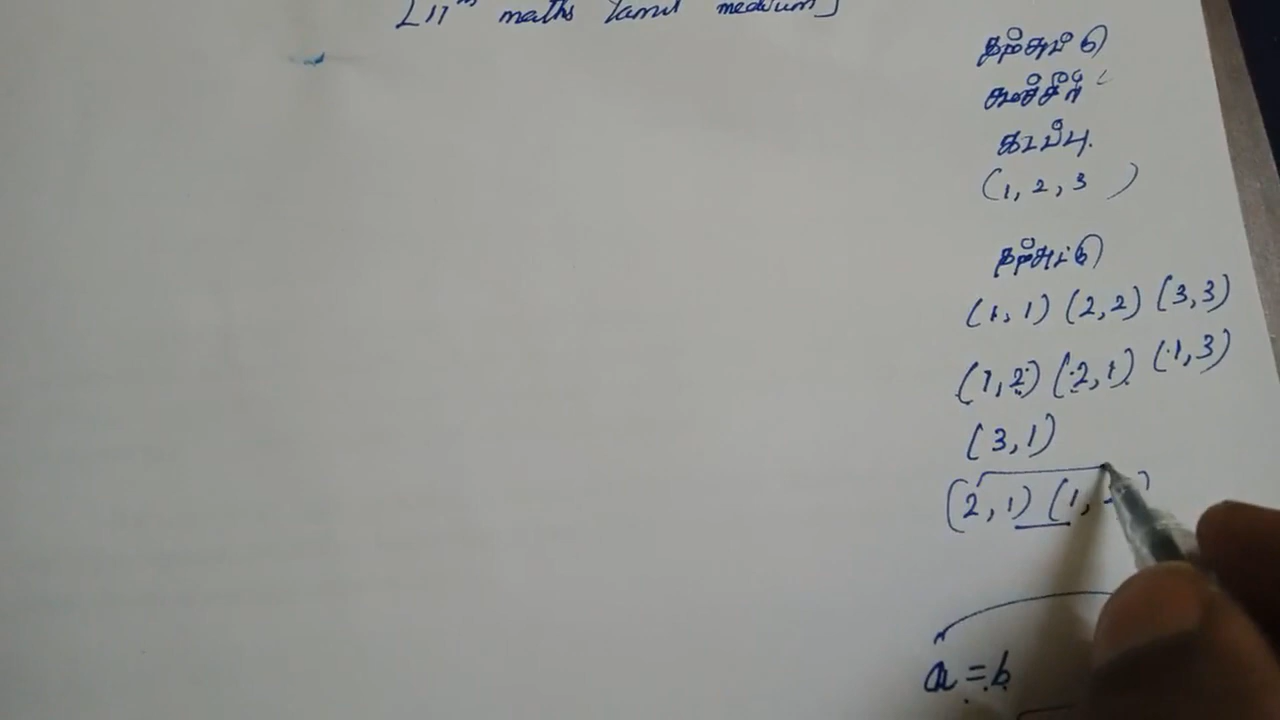 [11th maths Tamil medium]
தற்சுட்டு
சமச்சீர்
கடப்பு.
(1, 2, 3 )
தற்சுட்டு
(1, 1) (2, 2) (3, 3)
(1, 2) (2, 1) (1, 3)
(3, 1)
(2, 1) (1,
a = b